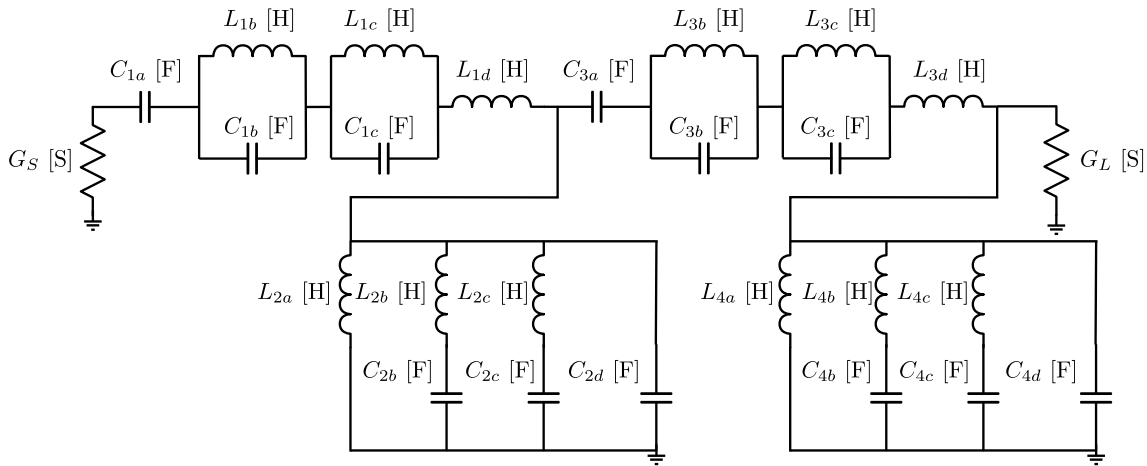 L1b [H]
L1c [H]
L3b [H]
L3c [H]
C1a [F]
L1d [H]
C3a [F]
L3d [H]
C1b [F]
C1c [F]
C3b [F]
C3c [F]
GS [S]
GL [S]
L2a [H]
L2b [H]
L2c [H]
L4a [H]
L4b [H]
L4c [H]
C2b [F]
C2c [F]
C2d [F]
C4b [F]
C4c [F]
C4d [F]